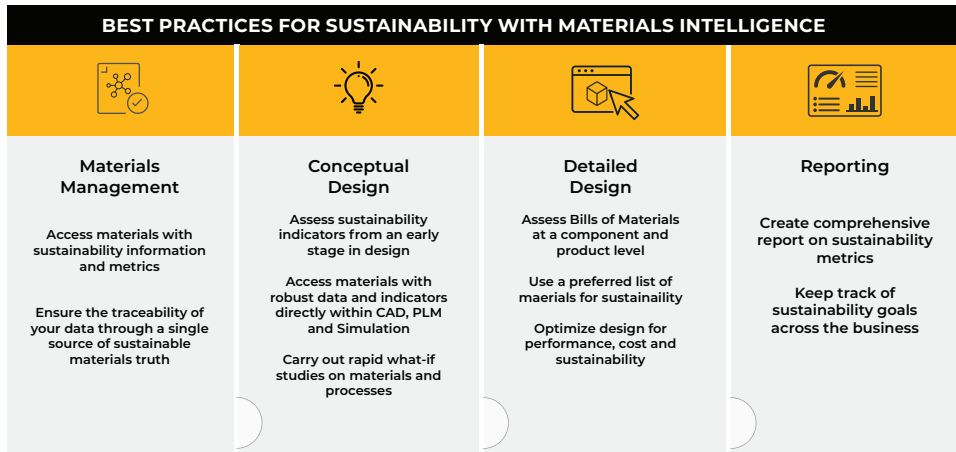 BEST PRACTICES FOR SUSTAINABILITY WITH MATERIALS INTELLIGENCE
Materials
Management
Access materials with
sustainability information
and metrics
Ensure the traceability of
your data through a single
source of sustainable
materials truth
Conceptual
Design
Assess sustainability
indicators from an early
stage in design
Access materials with
robust data and indicators
directly within CAD, PLM
and Simulation
Carry out rapid what-if
studies on materials and
processes
Detailed
Design
Assess Bills of Materials
at a component and
product level
Use a preferred list of
maerials for sustainaility
Optimize design for
performance, cost and
sustainability
Reporting
Create comprehensive
report on sustainability
metrics
Keep track of
sustainability goals
across the business